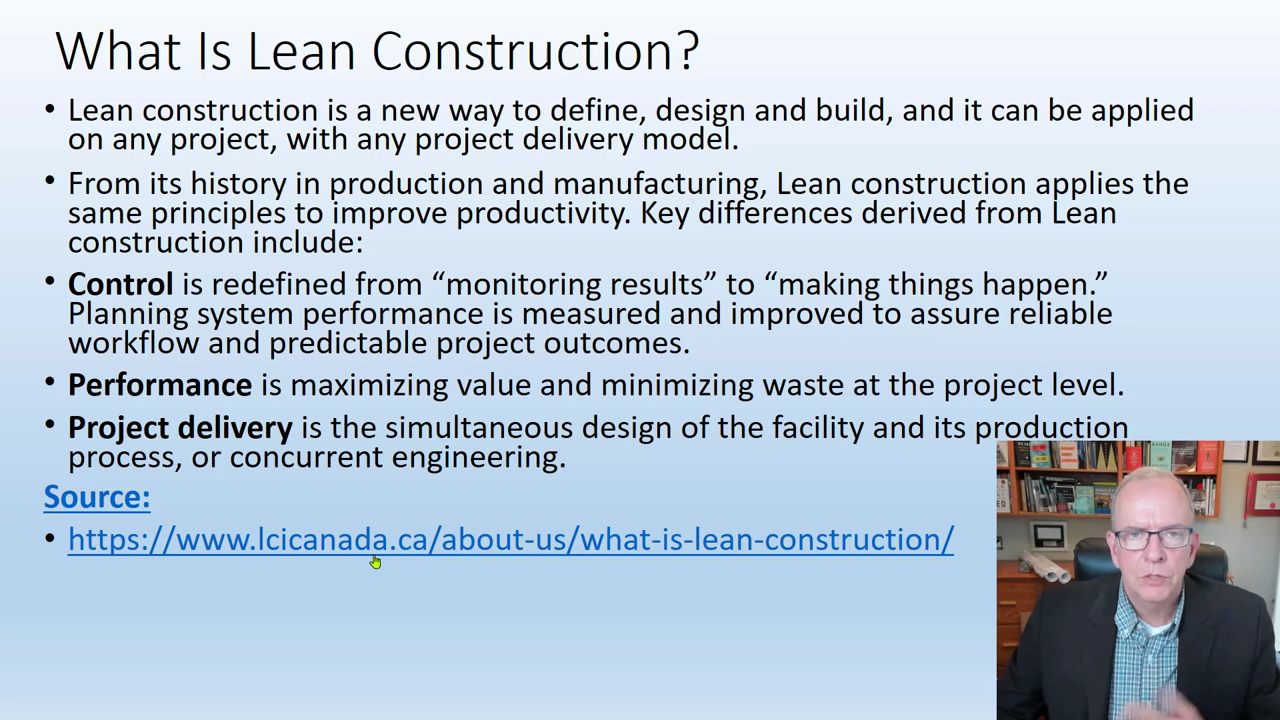 What Is Lean Construction?
• Lean construction is a new way to define, design and build, and it can be applied
on any project, with any project delivery model.
• From its history in production and manufacturing, Lean construction applies the
same principles to improve productivity. Key differences derived from Lean
construction include:
• Control is redefined from “monitoring results” to “making things happen.”
Planning system performance is measured and improved to assure reliable
workflow and predictable project outcomes.
• Performance is maximizing value and minimizing waste at the project level.
• Project delivery is the simultaneous design of the facility and its production
process, or concurrent engineering.
Source:
• https://www.lcicanada.ca/about-us/what-is-lean-construction/
RANGE